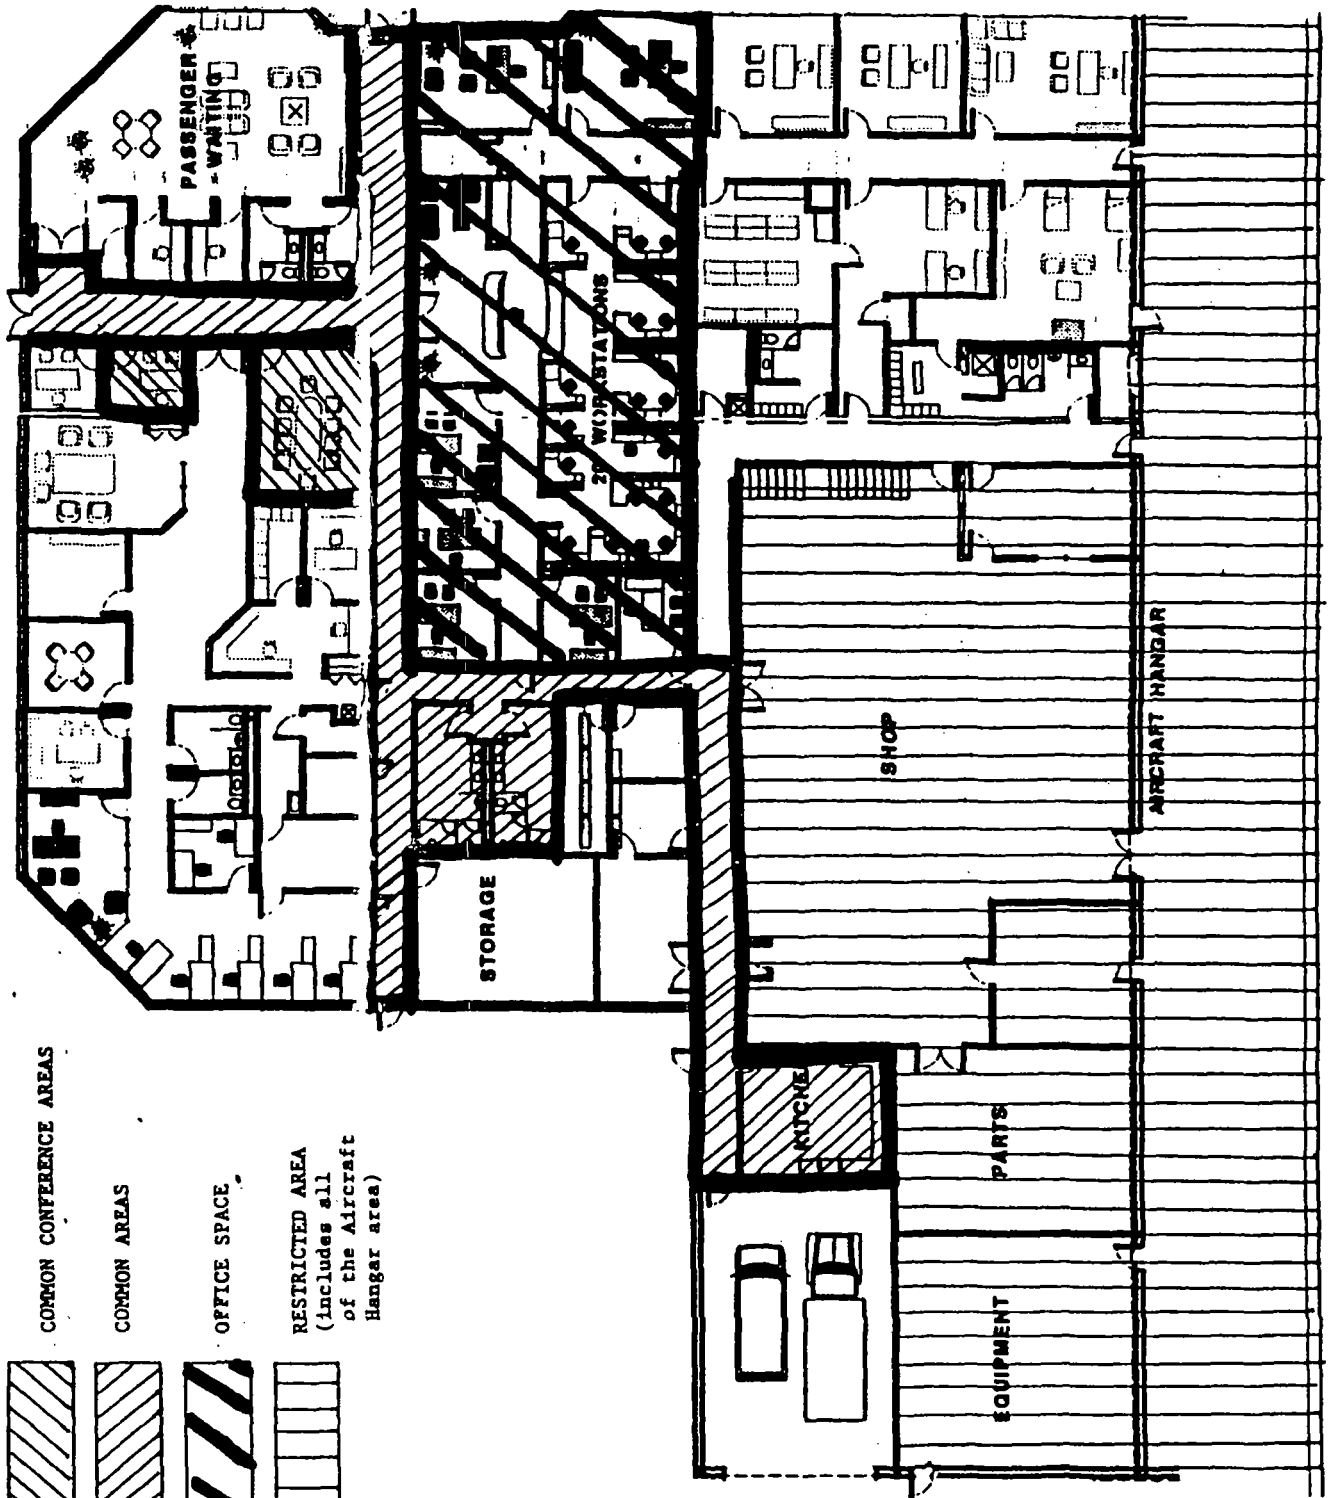 PASSENGER
WAITING
WORKSTATIONS
STORAGE
SHOP
AIRCRAFT HANGAR
KITCHE
PARTS
EQUIPMENT
COMMON CONFERENCE AREAS
COMMON AREAS
OFFICE SPACE
RESTRICTED AREA
(includes all
of the Aircraft
Hangar area)